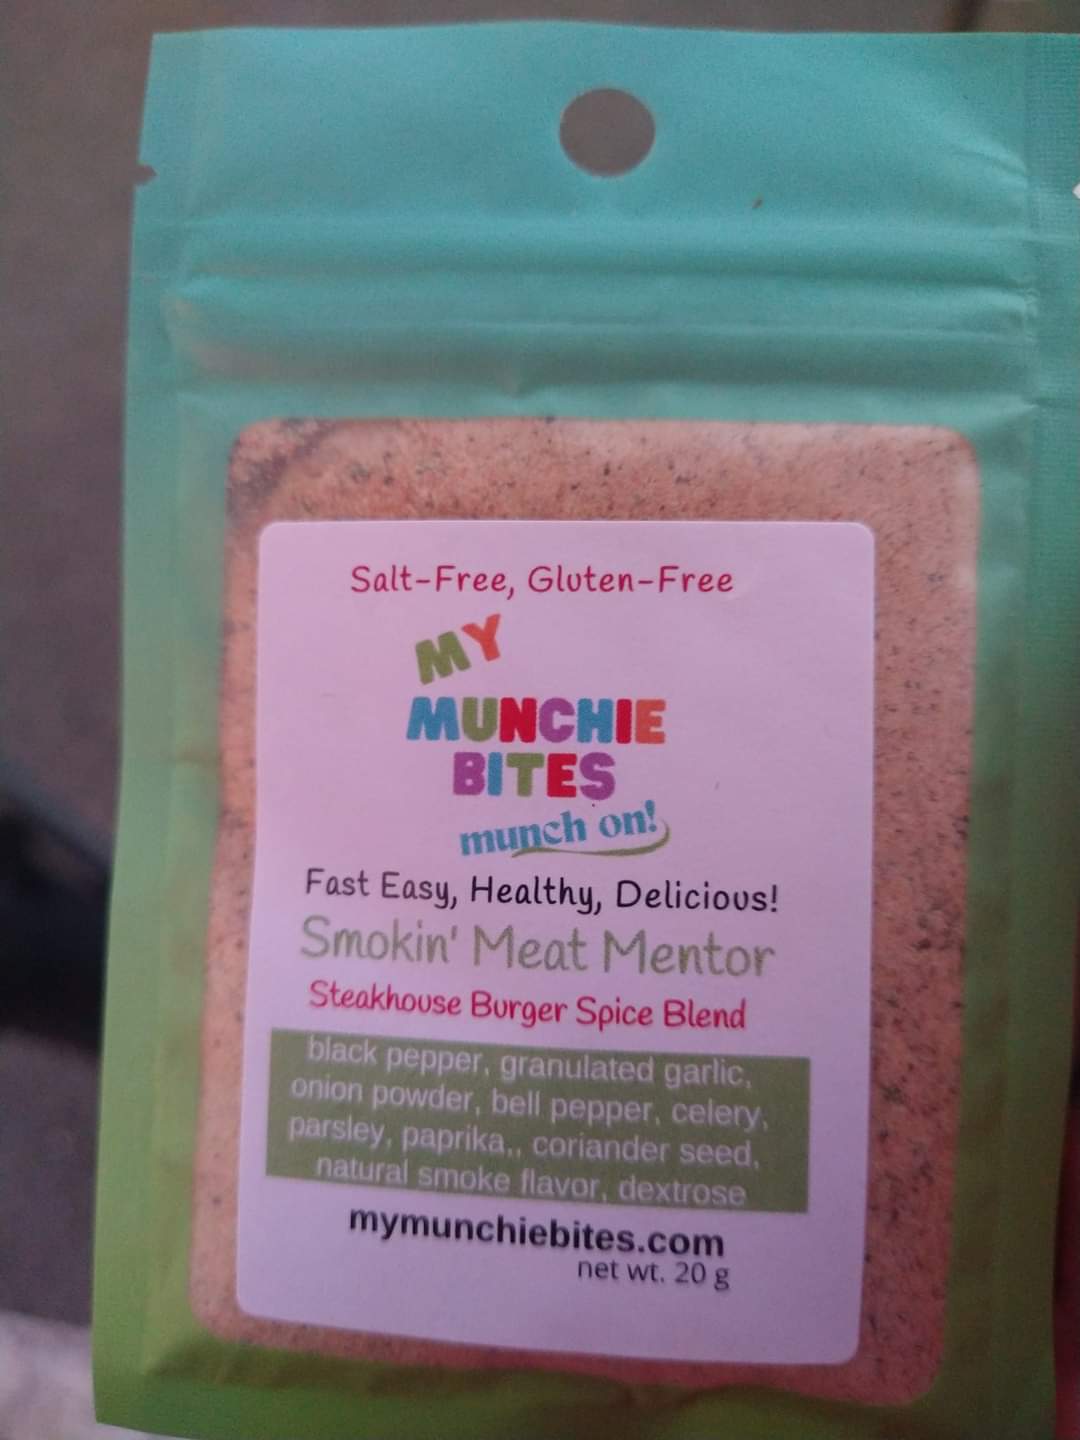 Salt-Free, Gluten-Free
MY
MUNCHIE
BITES
munch on!
Fast Easy, Healthy, Delicious!
Smokin' Meat Mentor
Steakhouse Burger Spice Blend
black pepper, granulated garlic,
onion powder, bell pepper, celery,
parsley, paprika,, coriander seed,
natural smoke flavor, dextrose
mymunchiebites.com
net wt. 20 g